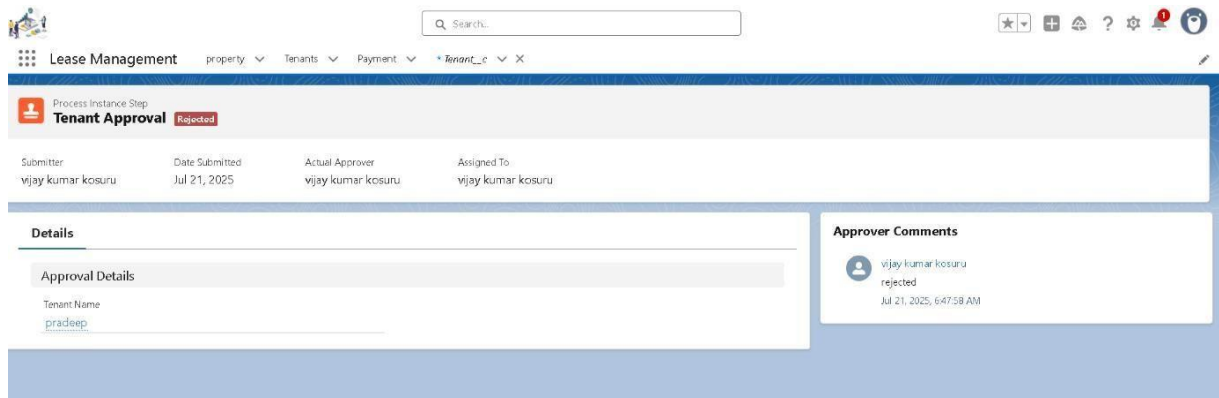 Search...
1
Lease Management property Tenants Payment * Tenant__c
Process Instance Step
Tenant Approval Rejected
Submitter Date Submitted Actual Approver Assigned To
vijay kumar kosuru Jul 21, 2025 vijay kumar kosuru vijay kumar kosuru
Details
Approval Details
Tenant Name
pradeep
Approver Comments
vijay kumar kosuru
rejected
Jul 21, 2025, 6:47:58 AM